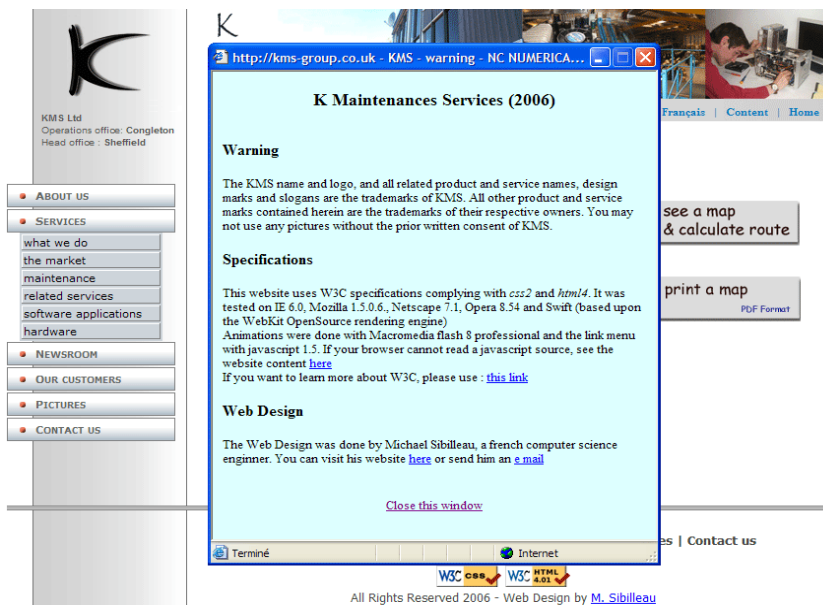 K
KMS Ltd
Operations office: Congleton
Head office : Sheffield
ABOUT US
SERVICES
what we do
the market
maintenance
related services
software applications
hardware
NEWSROOM
OUR CUSTOMERS
PICTURES
CONTACT US
K
http://kms-group.co.uk - KMS - warning - NC NUMERICA...
K Maintenances Services (2006)
Warning
The KMS name and logo, and all related product and service names, design
marks and slogans are the trademarks of KMS. All other product and service
marks contained herein are the trademarks of their respective owners. You may
not use any pictures without the prior written consent of KMS.
Specifications
This website uses W3C specifications complying with css2 and html4. It was
tested on IE 6.0, Mozilla 1.5.0.6., Netscape 7.1, Opera 8.54 and Swift (based upon
the WebKit OpenSource rendering engine)
Animations were done with Macromedia flash 8 professional and the link menu
with javascript 1.5. If your browser cannot read a javascript source, see the
website content here
If you want to learn more about W3C, please use : this link
Web Design
The Web Design was done by Michael Sibilleau, a french computer science
enginner. You can visit his website here or send him an e mail
Close this window
Terminé Internet
Français | Content | Home
see a map
& calculate route
print a map
PDF Format
es | Contact us
W3C css W3C HTML 4.01
All Rights Reserved 2006 - Web Design by M. Sibilleau